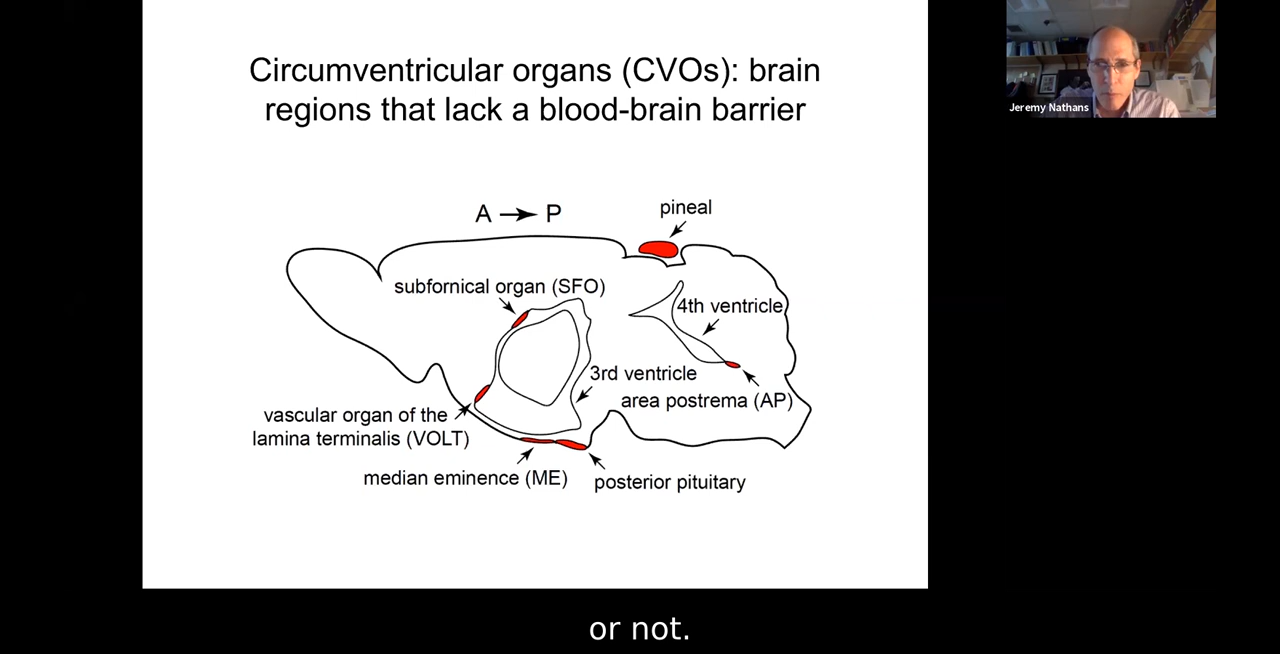 Circumventricular organs (CVOs): brain
regions that lack a blood-brain barrier
Jeremy Nathans
A P
pineal
subfornical organ (SFO)
4th ventricle
3rd ventricle
area postrema (AP)
vascular organ of the
lamina terminalis (VOLT)
median eminence (ME)
posterior pituitary
or not.